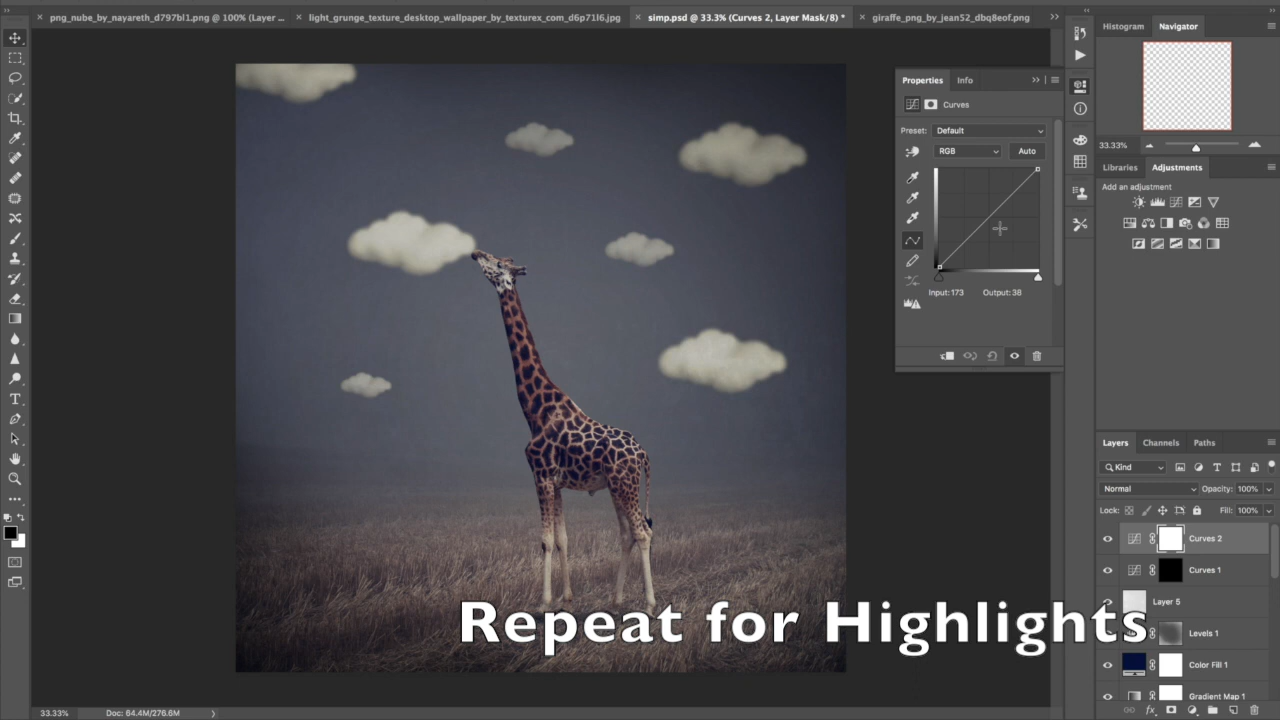 png_nube_by_nayareth_d797bl1.png @ 100% (Layer ...
light_grunge_texture_desktop_wallpaper_by_texturex_com_d6p71l6.jpg
simp.psd @ 33.3% (Curves 2, Layer Mask/8) *
giraffe_png_by_jean52_dbq8eof.png
Histogram
Navigator
Properties
Info
Curves
Preset: Default
RGB
Auto
33.33%
Libraries
Adjustments
Add an adjustment
Input:173
Output:38
Layers
Channels
Paths
Kind
Normal
Opacity: 100%
Lock:
Fill: 100%
Curves 2
Curves 1
Layer 5
Repeat for Highlights
Levels 1
Color Fill 1
Gradient Map 1
33.33%
Doc: 64.4M/276.6M